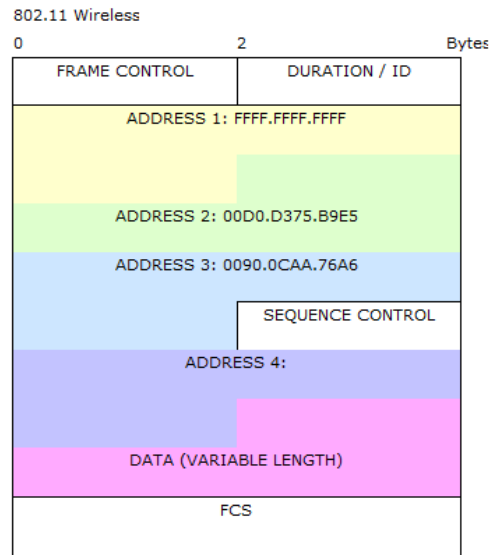 802.11 Wireless
0 2 Bytes
FRAME CONTROL DURATION / ID
ADDRESS 1: FFFF.FFFF.FFFF
ADDRESS 2: 00D0.D375.B9E5
ADDRESS 3: 0090.0CAA.76A6
SEQUENCE CONTROL
ADDRESS 4:
DATA (VARIABLE LENGTH)
FCS